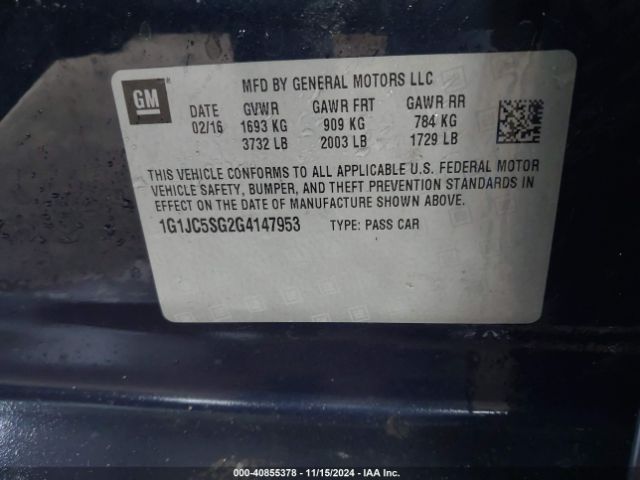 GM ®
MFD BY GENERAL MOTORS LLC
DATE GVWR GAWR FRT GAWR RR
02/16 1693 KG 909 KG 784 KG
3732 LB 2003 LB 1729 LB
THIS VEHICLE CONFORMS TO ALL APPLICABLE U.S. FEDERAL MOTOR
VEHICLE SAFETY, BUMPER, AND THEFT PREVENTION STANDARDS IN
EFFECT ON THE DATE OF MANUFACTURE SHOWN ABOVE.
1G1JC5SG2G4147953 TYPE: PASS CAR
000-40855378 - 11/15/2024 - IAA Inc.